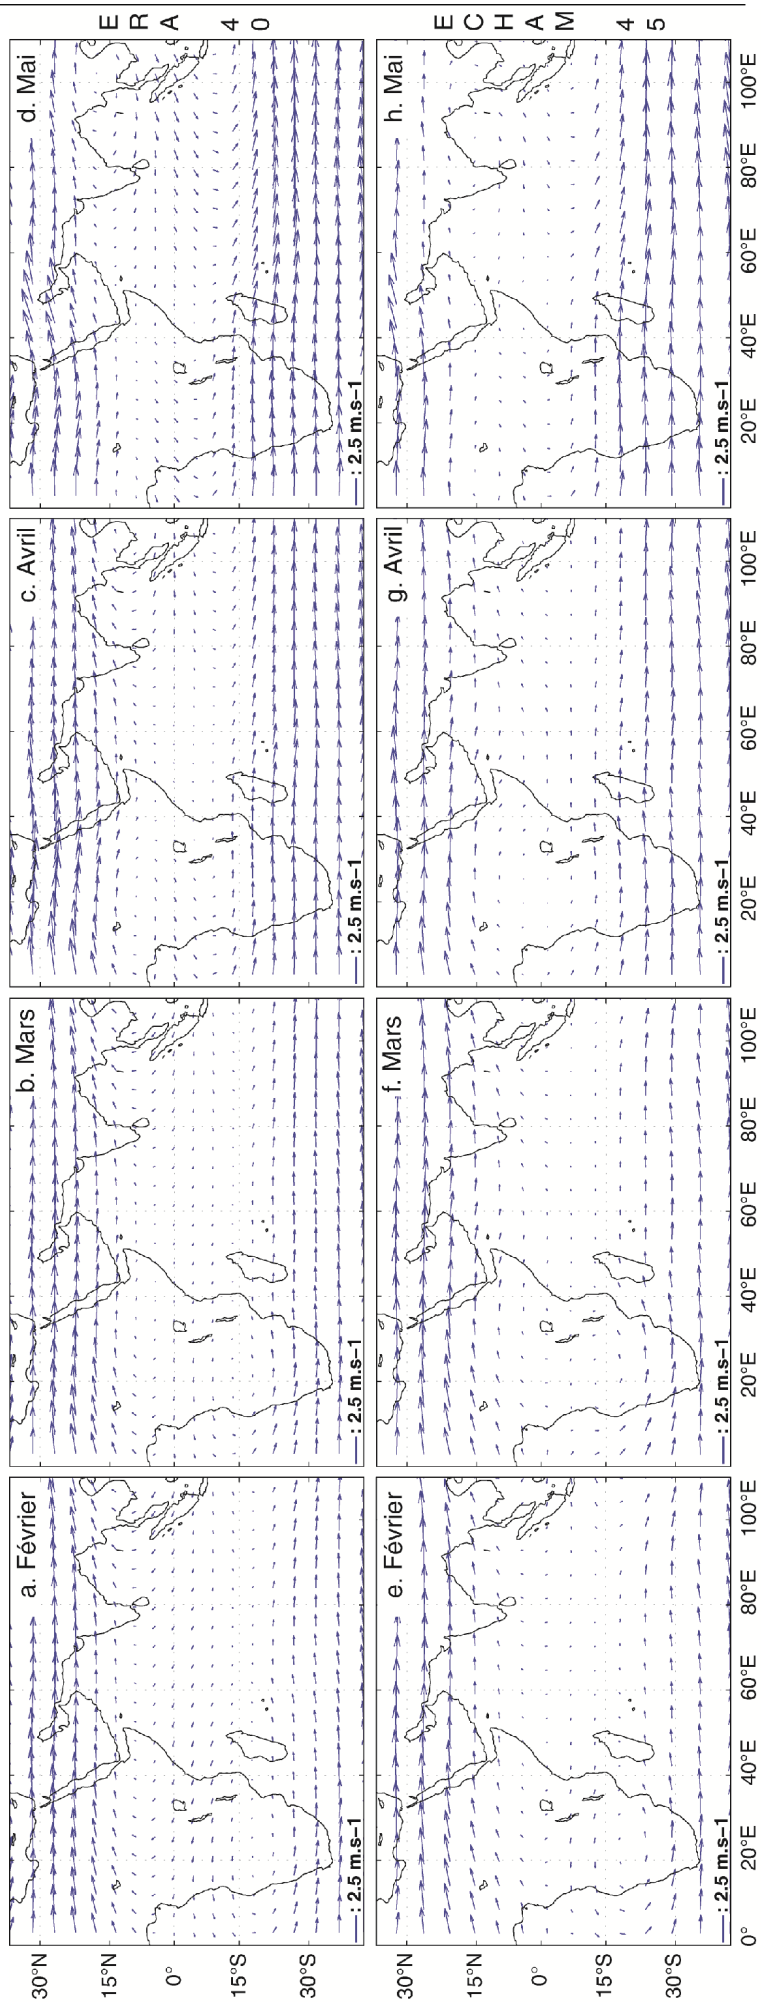 a. Février
b. Mars
c. Avril
d. Mai
E
R
A
4
0
30°N
15°N
0°
15°S
30°S
: 2.5 m.s−1
: 2.5 m.s−1
: 2.5 m.s−1
: 2.5 m.s−1
e. Février
f. Mars
g. Avril
h. Mai
E
C
H
A
M
4
5
30°N
15°N
0°
15°S
30°S
: 2.5 m.s−1
: 2.5 m.s−1
: 2.5 m.s−1
: 2.5 m.s−1
0° 20°E 40°E 60°E 80°E 100°E 20°E 40°E 60°E 80°E 100°E 20°E 40°E 60°E 80°E 100°E 20°E 40°E 60°E 80°E 100°E